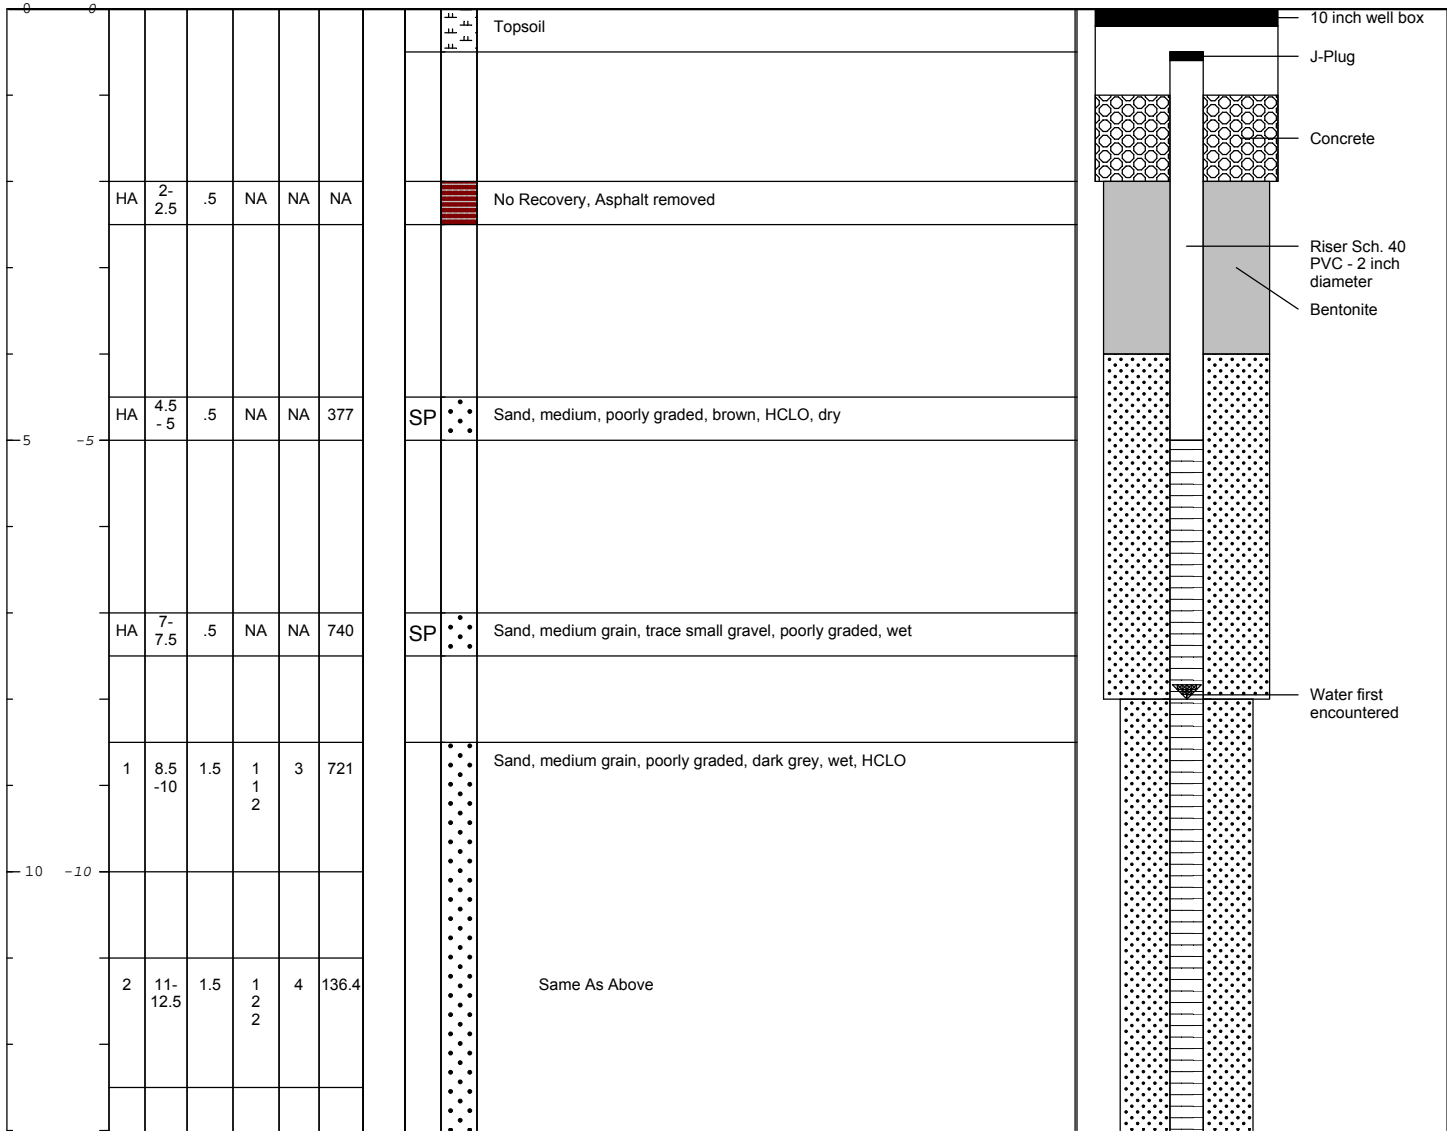 0 0
Topsoil
10 inch well box
J-Plug
Concrete
HA 2-2.5 .5 NA NA NA No Recovery, Asphalt removed
Riser Sch. 40
PVC - 2 inch
diameter
Bentonite
HA 4.5 - 5 .5 NA NA 377 SP Sand, medium, poorly graded, brown, HCLO, dry
5 -5
HA 7-7.5 .5 NA NA 740 SP Sand, medium grain, trace small gravel, poorly graded, wet
Water first
encountered
1 8.5 -10 1.5 1 1 2 3 721 Sand, medium grain, poorly graded, dark grey, wet, HCLO
10 -10
2 11-12.5 1.5 1 2 2 4 136.4 Same As Above